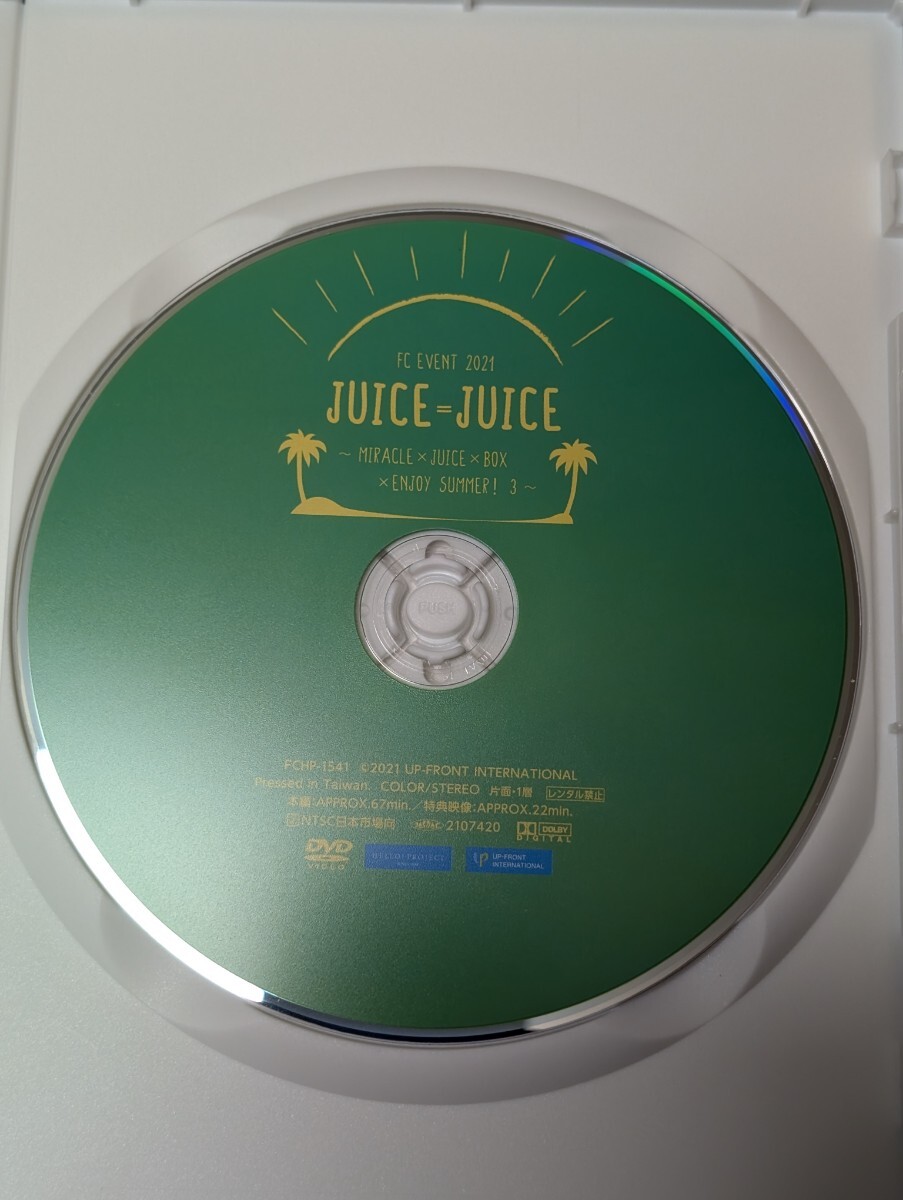 FC EVENT 2021
JUICE=JUICE
~ MIRACLE×JUICE×BOX
×ENJOY SUMMER! 3 ~
PUSH
FCHP-1541 ©2021 UP-FRONT INTERNATIONAL
Pressed in Taiwan. COLOR/STEREO 片面・1層 レンタル禁止
本編:APPROX.67min.／特典映像:APPROX.22min.
2 NTSC日本市場向 2107420 DOLBY
DIGITAL
DVD
VIDEO
HELLO! PROJECT
UP-FRONT
INTERNATIONAL